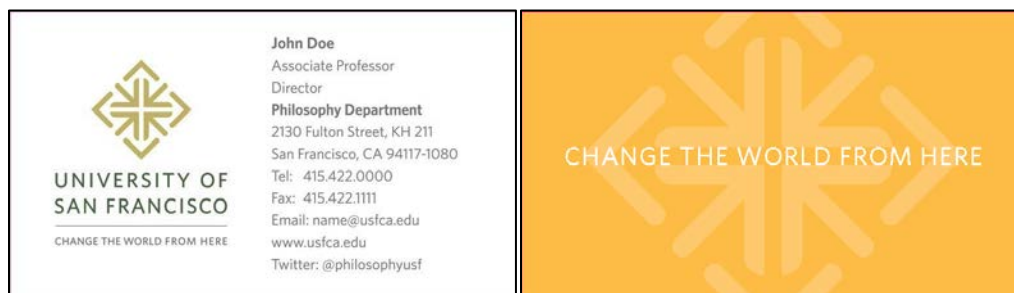 UNIVERSITY OF
SAN FRANCISCO
CHANGE THE WORLD FROM HERE
John Doe
Associate Professor
Director
Philosophy Department
2130 Fulton Street, KH 211
San Francisco, CA 94117-1080
Tel: 415.422.0000
Fax: 415.422.1111
Email: name@usfca.edu
www.usfca.edu
Twitter: @philosophyusf
CHANGE THE WORLD FROM HERE